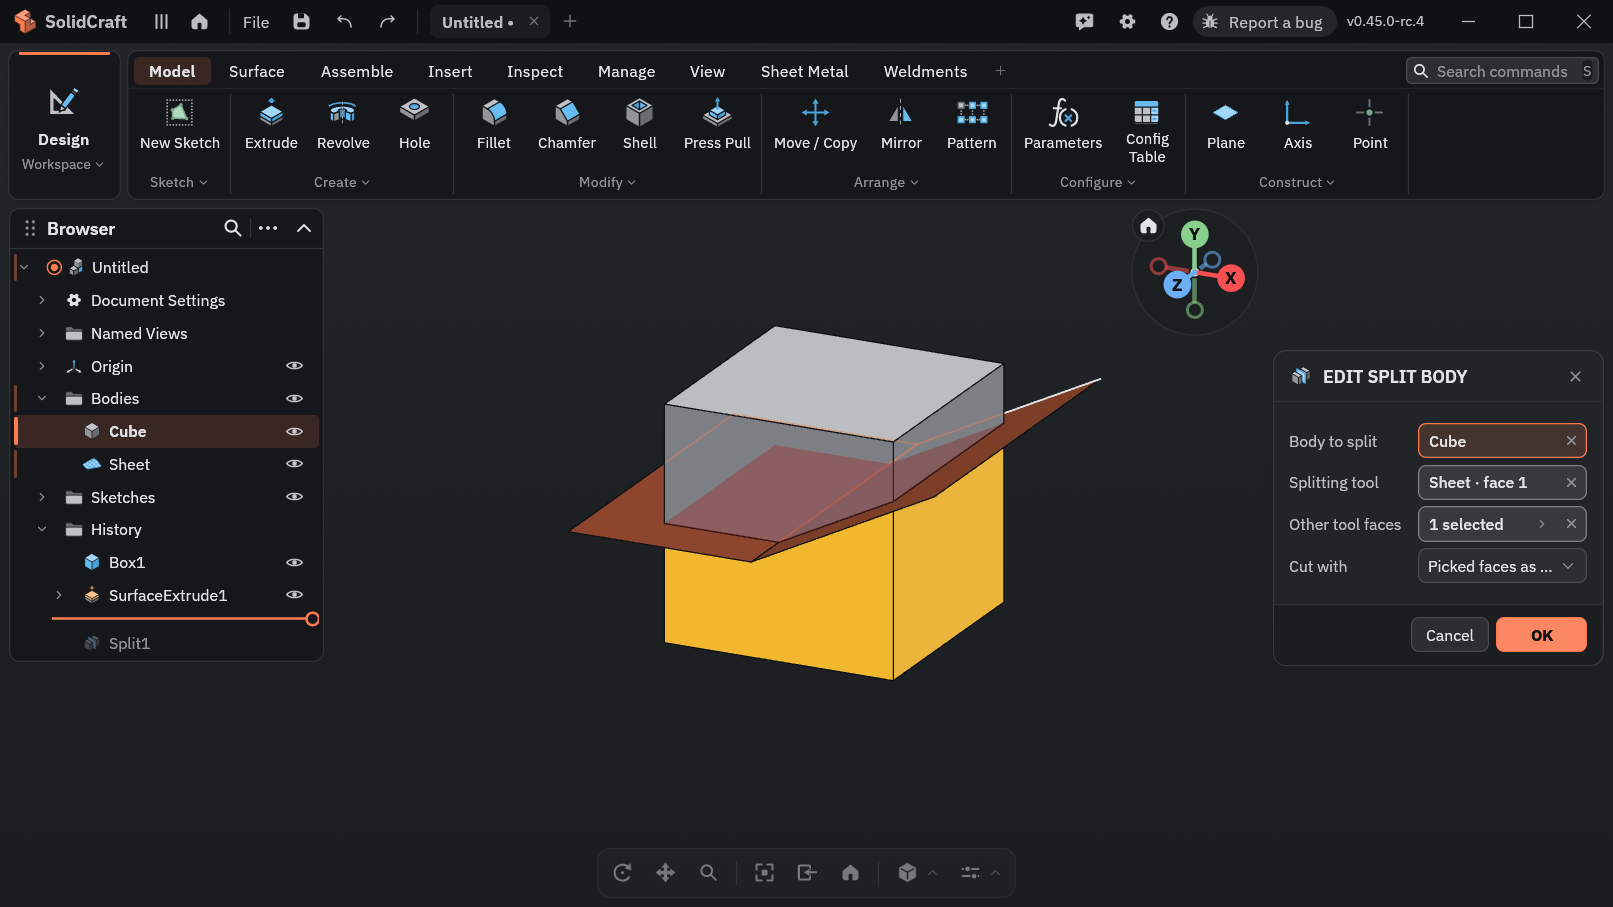 SolidCraft
File
Untitled •
Report a bug
v0.45.0-rc.4
Design
Workspace
Model
Surface
Assemble
Insert
Inspect
Manage
View
Sheet Metal
Weldments
Search commands
S
New Sketch
Extrude
Revolve
Hole
Fillet
Chamfer
Shell
Press Pull
Move / Copy
Mirror
Pattern
Parameters
Config
Table
Plane
Axis
Point
Sketch
Create
Modify
Arrange
Configure
Construct
Browser
Untitled
Document Settings
Named Views
Origin
Bodies
Cube
Sheet
Sketches
History
Box1
SurfaceExtrude1
Split1
Y
X
Z
EDIT SPLIT BODY
Body to split
Cube
Splitting tool
Sheet · face 1
Other tool faces
1 selected
Cut with
Picked faces as ...
Cancel
OK